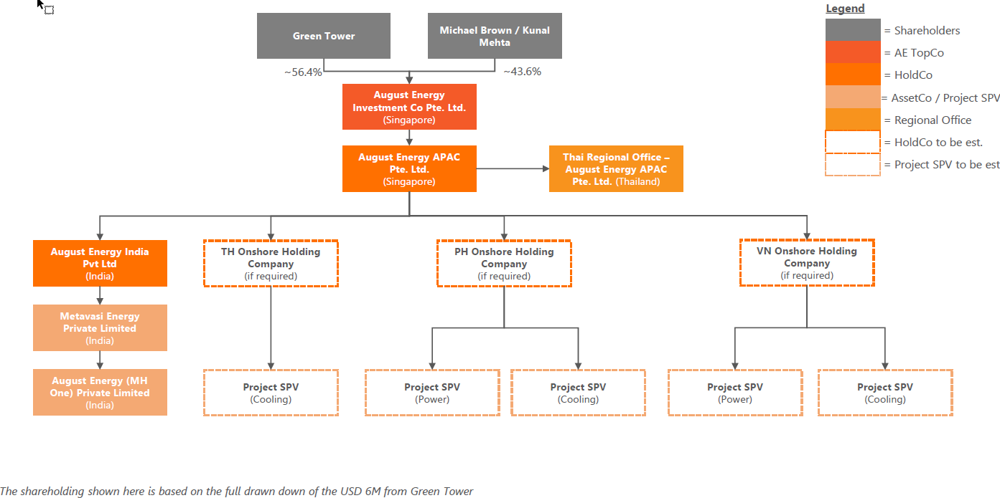 Legend
Green Tower
Michael Brown / Kunal
Mehta
= Shareholders
= AE TopCo
= HoldCo
= AssetCo / Project SPV
= Regional Office
= HoldCo to be est.
= Project SPV to be est
~56.4%
~43.6%
August Energy
Investment Co Pte. Ltd.
(Singapore)
August Energy APAC
Pte. Ltd.
(Singapore)
Thai Regional Office –
August Energy APAC
Pte. Ltd. (Thailand)
August Energy India
Pvt Ltd
(India)
TH Onshore Holding
Company
(if required)
PH Onshore Holding
Company
(if required)
VN Onshore Holding
Company
(if required)
Metavasi Energy
Private Limited
(India)
August Energy (MH
One) Private Limited
(India)
Project SPV
(Cooling)
Project SPV
(Power)
Project SPV
(Cooling)
Project SPV
(Power)
Project SPV
(Cooling)
The shareholding shown here is based on the full drawn down of the USD 6M from Green Tower